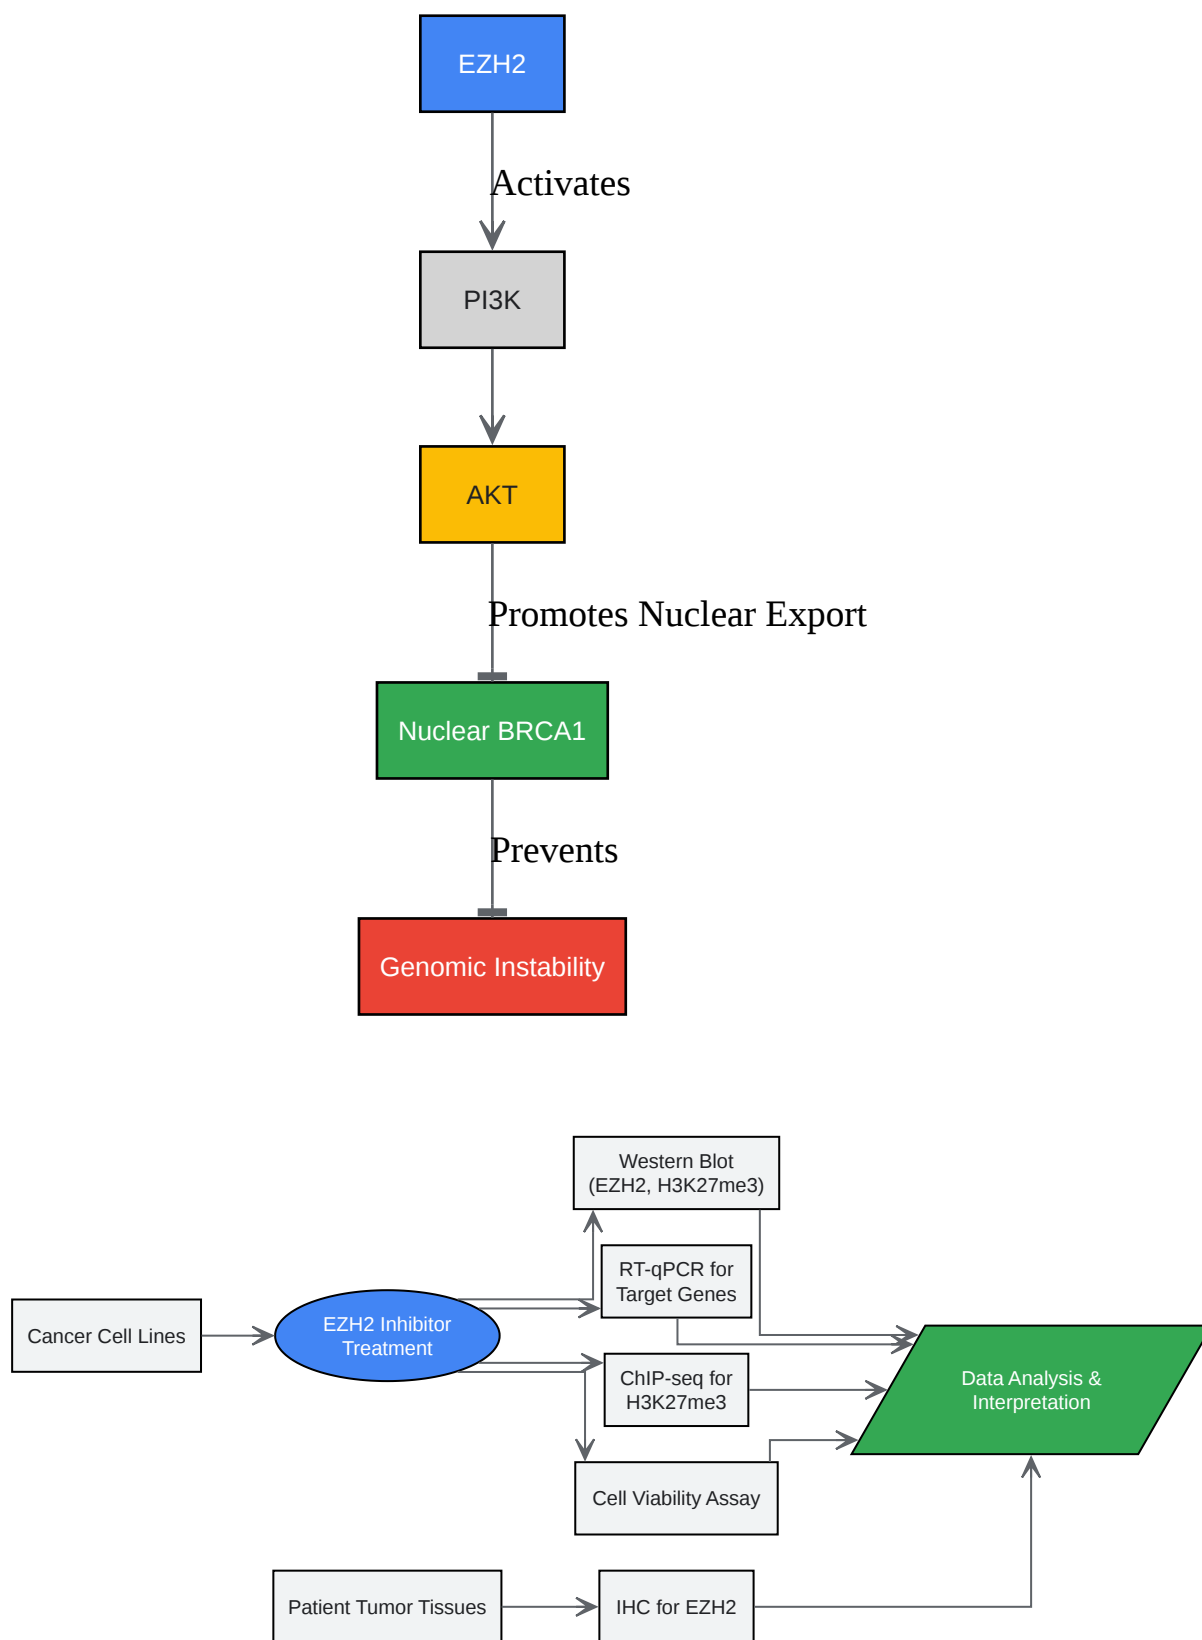 EZH2
Activates
PI3K
AKT
Promotes Nuclear Export
Nuclear BRCA1
Prevents
Genomic Instability
Western Blot
(EZH2, H3K27me3)
RT-qPCR for
Target Genes
Cancer Cell Lines
EZH2 Inhibitor
Treatment
ChIP-seq for
H3K27me3
Data Analysis &
Interpretation
Cell Viability Assay
Patient Tumor Tissues
IHC for EZH2